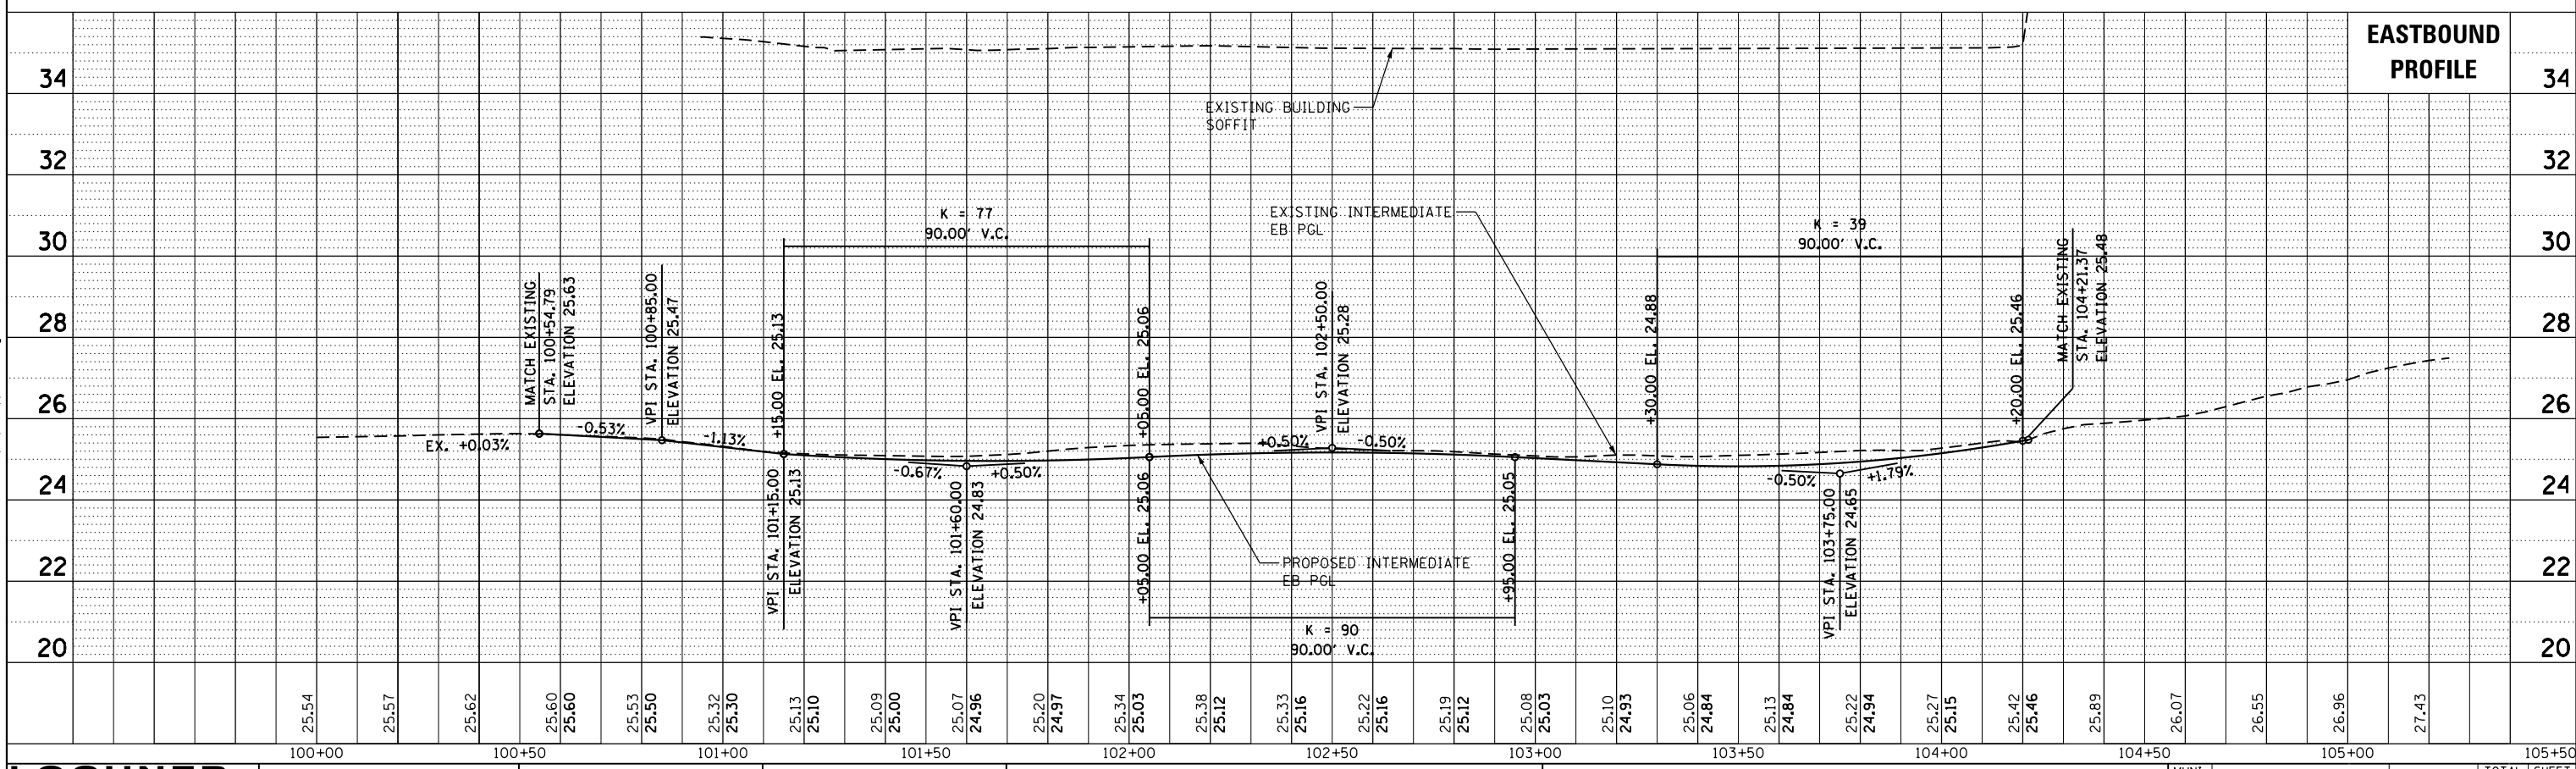 EASTBOUND
PROFILE
34
34
EXISTING BUILDING
SOFFIT
32
32
K = 77
90.00' V.C.
EXISTING INTERMEDIATE
EB PGL
K = 39
90.00' V.C.
30
30
MATCH EXISTING
STA. 100+54.79
ELEVATION 25.63
VPI STA. 100+85.00
ELEVATION 25.47
+15.00 EL. 25.13
+05.00 EL. 25.06
VPI STA. 102+50.00
ELEVATION 25.28
+30.00 EL. 24.88
+20.00 EL. 25.46
MATCH EXISTING
STA. 104+21.37
ELEVATION 25.48
28
28
26
26
EX. +0.03%
-0.53%
-1.13%
-0.67%
+0.50%
+0.50%
-0.50%
-0.50%
+1.79%
24
24
VPI STA. 101+15.00
ELEVATION 25.13
VPI STA. 101+60.00
ELEVATION 24.83
+05.00 EL. 25.06
PROPOSED INTERMEDIATE
EB PGL
+95.00 EL. 25.05
VPI STA. 103+75.00
ELEVATION 24.65
22
22
K = 90
90.00' V.C.
20
20
25.54
25.57
25.62
25.60
25.60
25.53
25.50
25.32
25.30
25.13
25.10
25.09
25.00
25.07
24.96
25.20
24.97
25.34
25.03
25.38
25.12
25.33
25.16
25.22
25.16
25.19
25.12
25.08
25.03
25.10
24.93
25.06
24.84
25.13
24.84
25.22
24.94
25.27
25.15
25.42
25.46
25.89
26.07
26.55
26.96
27.43
100+00
100+50
101+00
101+50
102+00
102+50
103+00
103+50
104+00
104+50
105+00
105+50